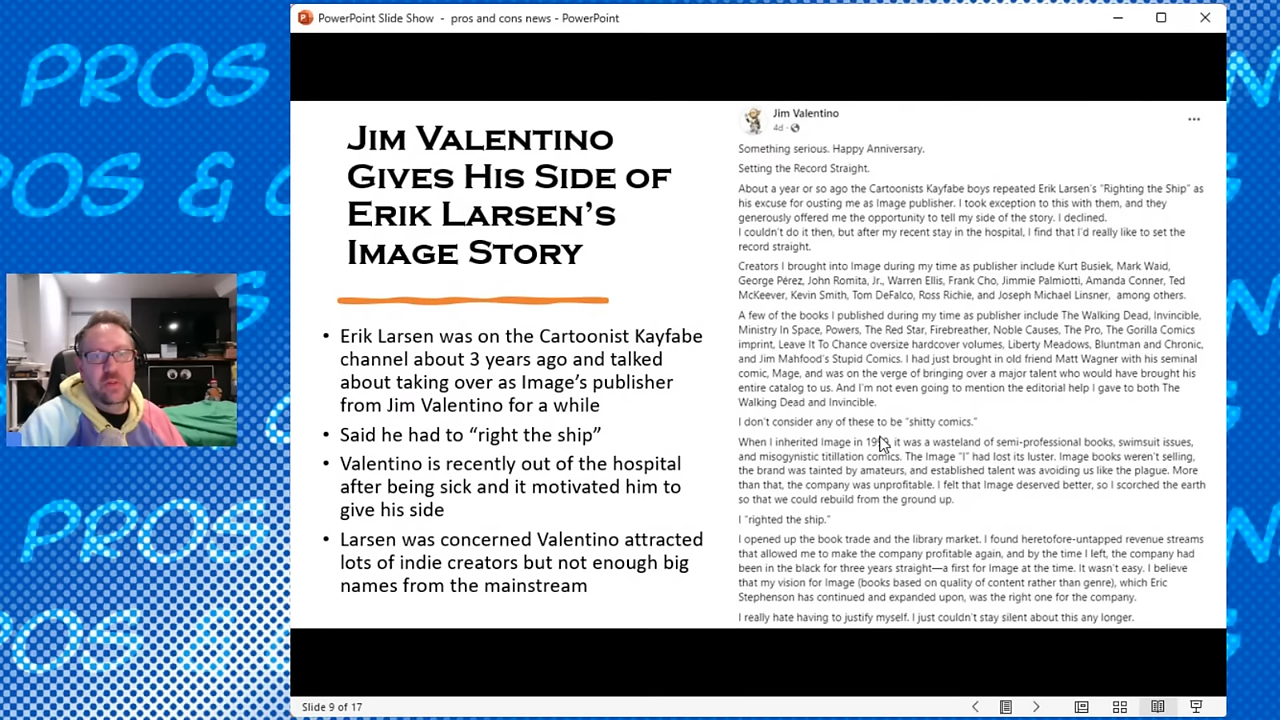 PowerPoint Slide Show - pros and cons news - PowerPoint
PROS
POS & C
PROS
JIM VALENTINO
GIVES HIS SIDE OF
ERIK LARSEN'S
IMAGE STORY
• Erik Larsen was on the Cartoonist Kayfabe
channel about 3 years ago and talked
about taking over as Image's publisher
from Jim Valentino for a while
• Said he had to "right the ship"
• Valentino is recently out of the hospital
after being sick and it motivated him to
give his side
• Larsen was concerned Valentino attracted
lots of indie creators but not enough big
names from the mainstream
Jim Valentino
4d
Something serious. Happy Anniversary.
Setting the Record Straight.
About a year or so ago the Cartoonists Kayfabe boys repeated Erik Larsen's "Righting the Ship" as
his excuse for ousting me as Image publisher. I took exception to this with them, and they
generously offered me the opportunity to tell my side of the story. I declined.
I couldn't do it then, but after my recent stay in the hospital, I find that I'd really like to set the
record straight.
Creators I brought into Image during my time as publisher include Kurt Busiek, Mark Waid,
George Pérez, John Romita, Jr., Warren Ellis, Frank Cho, Jimmie Palmiotti, Amanda Conner, Ted
McKeever, Kevin Smith, Tom DeFalco, Ross Richie, and Joseph Michael Linsner, among others.
A few of the books I published during my time as publisher include The Walking Dead, Invincible,
Ministry In Space, Powers, The Red Star, Firebreather, Noble Causes, The Pro, The Gorilla Comics
imprint, Leave It To Chance oversize hardcover volumes, Liberty Meadows, Bluntman and Chronic,
and Jim Mahfood's Stupid Comics. I had just brought in old friend Matt Wagner with his seminal
comic, Mage, and was on the verge of bringing over a major talent who would have brought his
entire catalog to us. And I'm not even going to mention the editorial help I gave to both The
Walking Dead and Invincible.
I don't consider any of these to be "shitty comics."
When I inherited Image in it was a wasteland of semi-professional books, swimsuit issues,
and misogynistic titillation comics. The Image "I" had lost its luster. Image books weren't selling,
the brand was tainted by amateurs, and established talent was avoiding us like the plague. More
than that, the company was unprofitable. I felt that Image deserved better, so I scorched the earth
so that we could rebuild from the ground up.
I "righted the ship."
I opened up the book trade and the library market. I found heretofore-untapped revenue streams
that allowed me to make the company profitable again, and by the time I left, the company had
been in the black for three years straight—a first for Image at the time. It wasn't easy. I believe
that my vision for Image (books based on quality of content rather than genre), which Eric
Stephenson has continued and expanded upon, was the right one for the company.
I really hate having to justify myself. I just couldn't stay silent about this any longer.
Slide 9 of 17